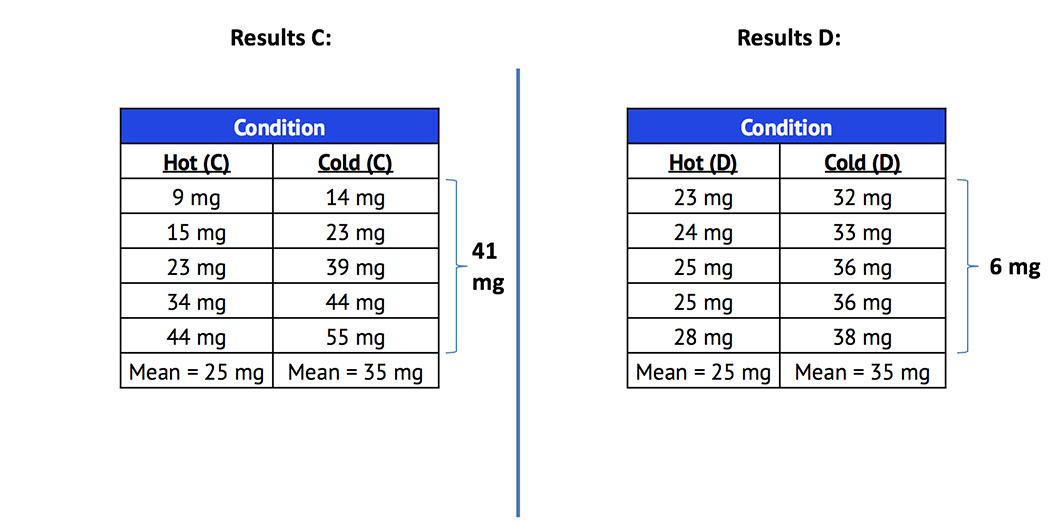 Results C:
Condition
Hot (C) Cold (C)
9 mg 14 mg
15 mg 23 mg
23 mg 39 mg
34 mg 44 mg
44 mg 55 mg
Mean = 25 mg Mean = 35 mg
41
mg
Results D:
Condition
Hot (D) Cold (D)
23 mg 32 mg
24 mg 33 mg
25 mg 36 mg
25 mg 36 mg
28 mg 38 mg
Mean = 25 mg Mean = 35 mg
6 mg